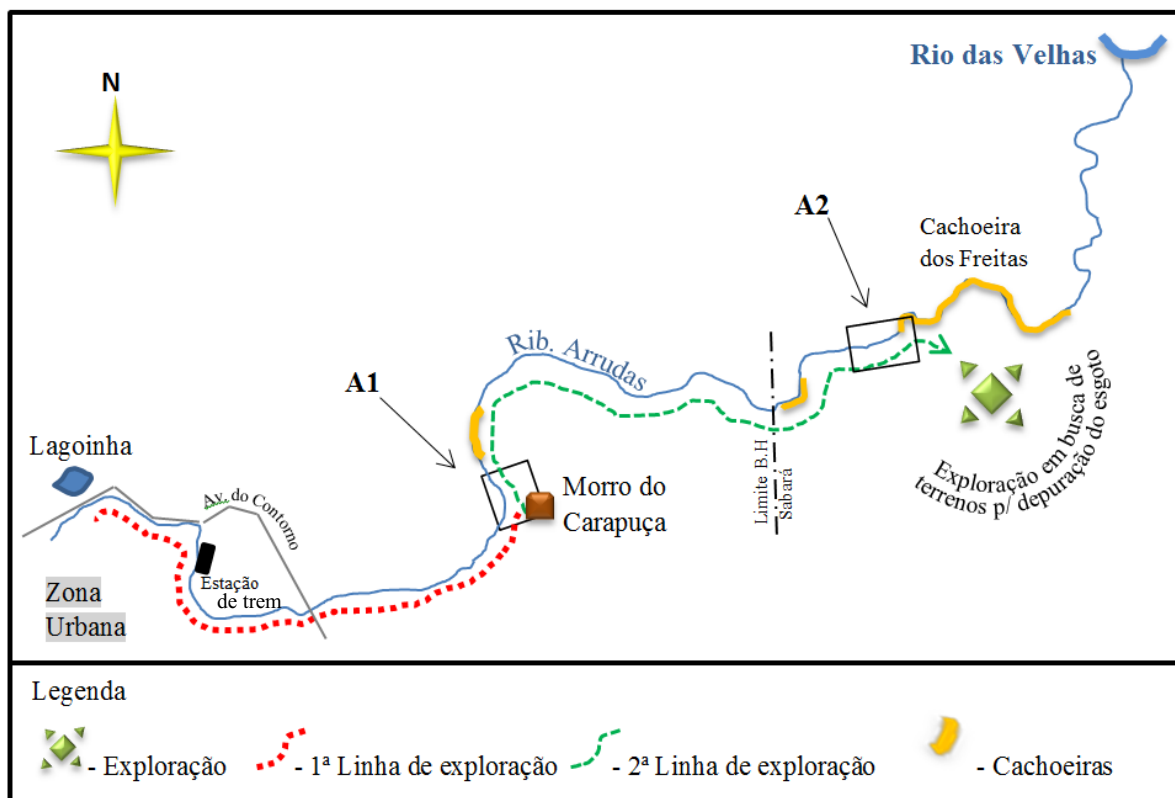 Rio das Velhas
N
A2
Cachoeira
dos Freitas
Rib. Arrudas
A1
Limite B.H
Sabará
Exploração em busca de
terrenos p/ depuração do esgoto
Lagoinha
Av. do Contorno
Morro do
Carapuça
Estação
de trem
Zona
Urbana
Legenda
- Exploração
- 1ª Linha de exploração
- 2ª Linha de exploração
- Cachoeiras